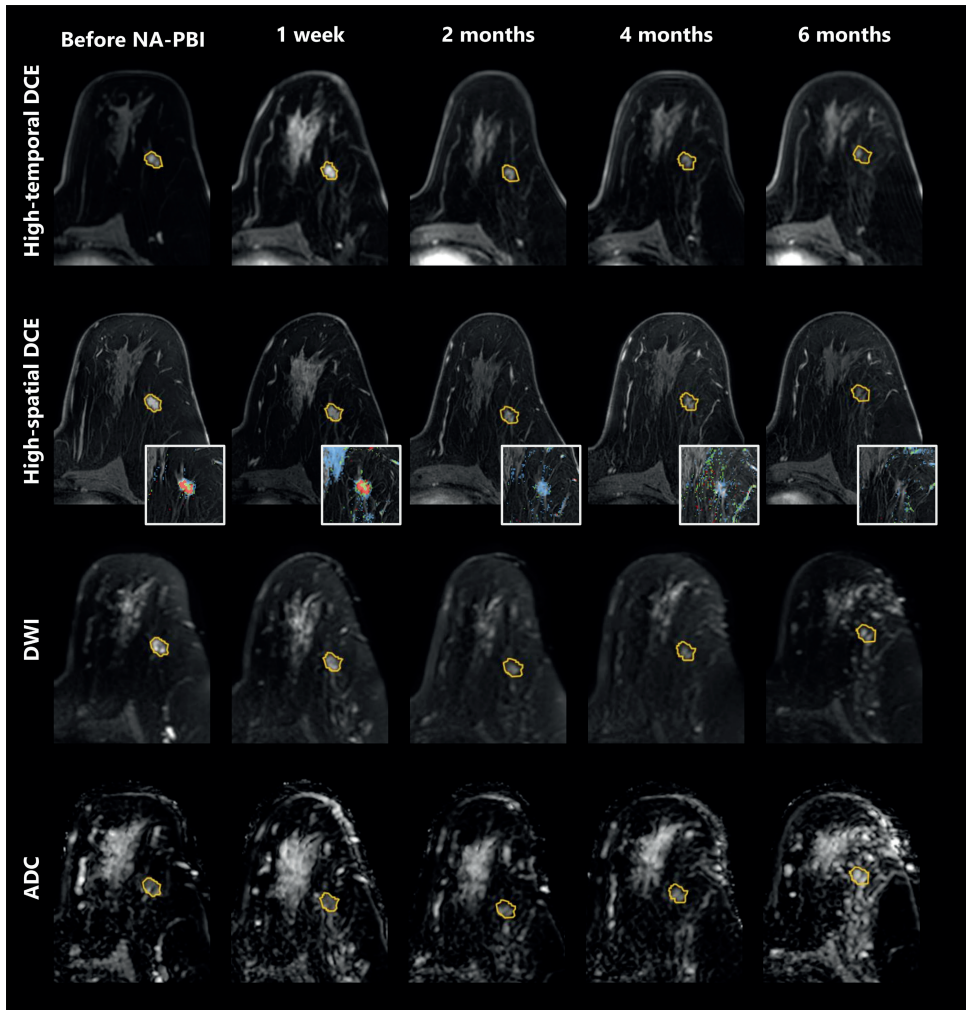 Before NA-PBI
1 week
2 months
4 months
6 months
High-temporal DCE
High-spatial DCE
DWI
ADC